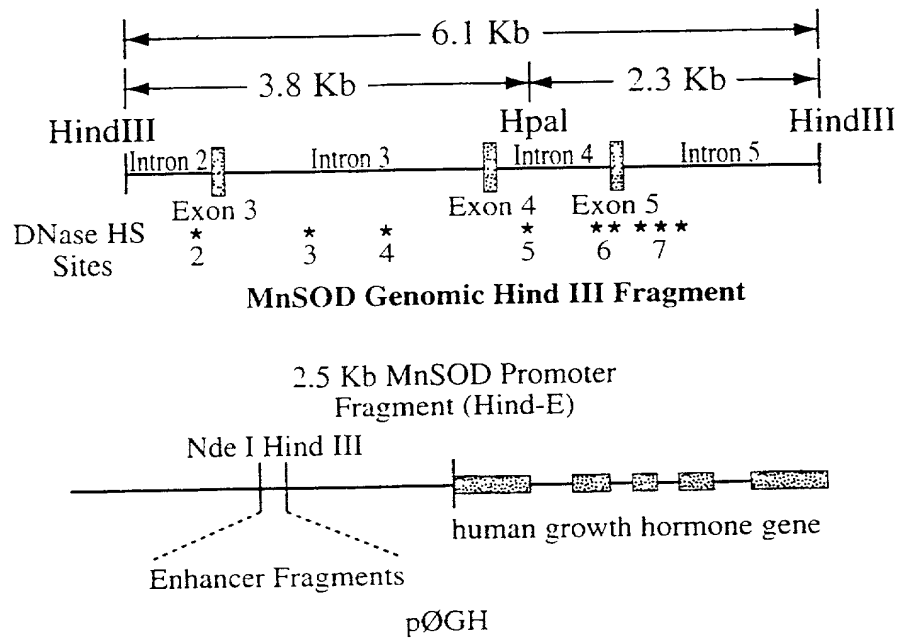 6.1 Kb
3.8 Kb 2.3 Kb
HindIII HpaI HindIII
Intron 2 Intron 3 Intron 4 Intron 5
Exon 3 Exon 4 Exon 5
DNase HS
Sites
* * * * ** ***
2 3 4 5 6 7
MnSOD Genomic Hind III Fragment
2.5 Kb MnSOD Promoter
Fragment (Hind-E)
Nde I Hind III
human growth hormone gene
Enhancer Fragments
pØGH